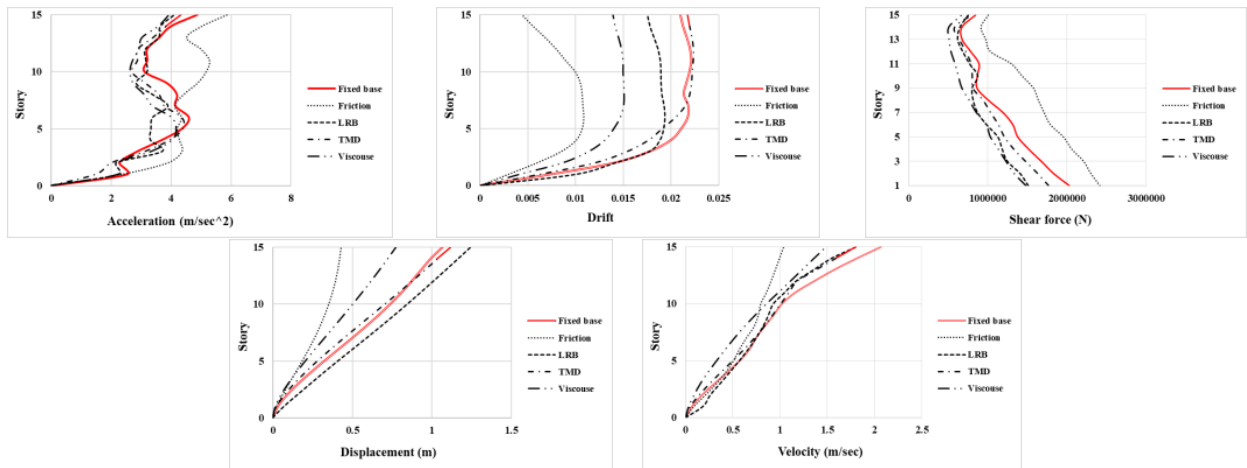 15
10
5
0
Story
0
2
4
6
8
Acceleration (m/sec^2)
Fixed base
Friction
LRB
TMD
Viscouse
15
10
5
0
Story
0
0.005
0.01
0.015
0.02
0.025
Drift
Fixed base
Friction
LRB
TMD
Viscouse
15
13
11
9
7
5
3
1
Story
0
1000000
2000000
3000000
Shear force (N)
Fixed base
Friction
LRB
TMD
Viscouse
15
10
5
0
Story
0
0.5
1
1.5
Displacement (m)
Fixed base
Friction
LRB
TMD
Viscouse
15
10
5
0
Story
0
0.5
1
1.5
2
2.5
Velocity (m/sec)
Fixed base
Friction
LRB
TMD
Viscouse